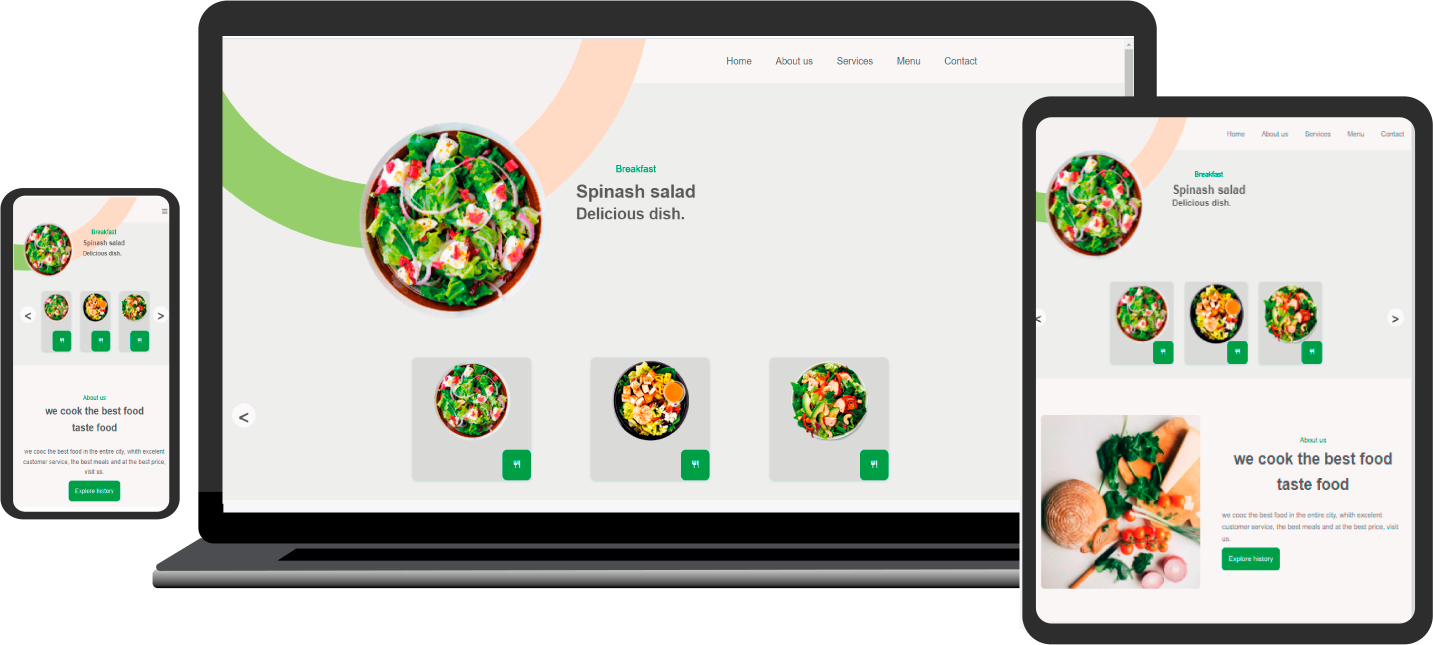 Breakfast
Spinash salad
Delicious dish.
<
>
About us
we cook the best food
taste food
we cooc the best food in the entire city, whith excelent
customer service, the best meals and at the best price,
visit us.
Explore history
Home About us Services Menu Contact
Breakfast
Spinash salad
Delicious dish.
<
Home About us Services Menu Contact
Breakfast
Spinash salad
Delicious dish.
<
>
About us
we cook the best food
taste food
we cooc the best food in the entire city, whith excelent
customer service, the best meals and at the best price, visit
us.
Explore history